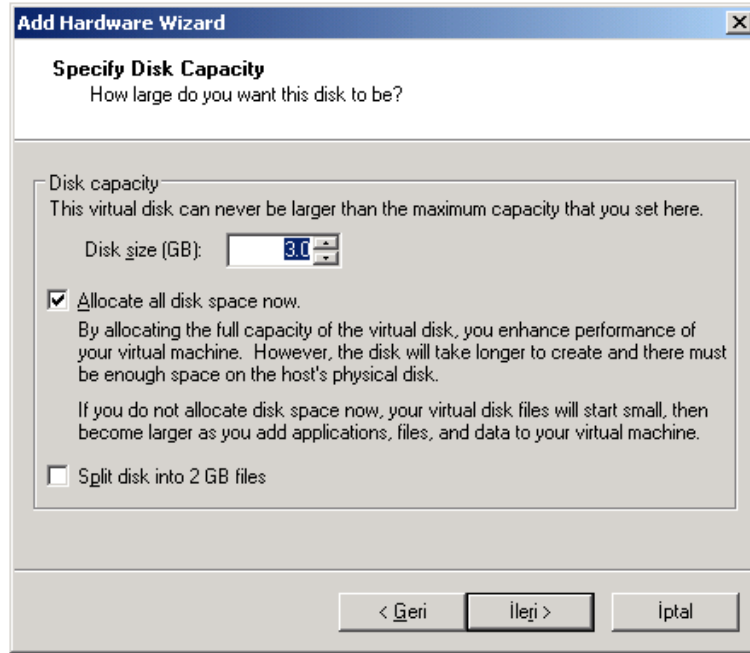 Add Hardware Wizard
Specify Disk Capacity
How large do you want this disk to be?
Disk capacity
This virtual disk can never be larger than the maximum capacity that you set here.
Disk size (GB): 3.0
Allocate all disk space now.
By allocating the full capacity of the virtual disk, you enhance performance of
your virtual machine. However, the disk will take longer to create and there must
be enough space on the host's physical disk.
If you do not allocate disk space now, your virtual disk files will start small, then
become larger as you add applications, files, and data to your virtual machine.
Split disk into 2 GB files
< Geri İleri > İptal